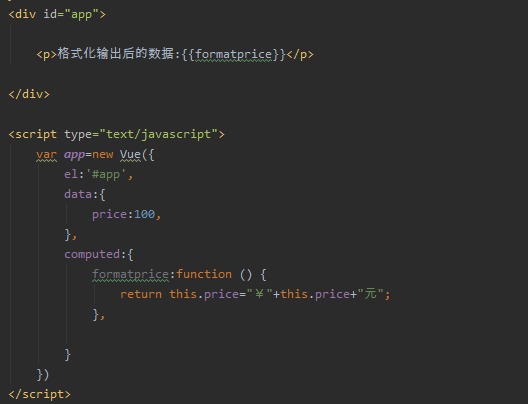 <div id="app">
<p>格式化输出后的数据:{{formatprice}}</p>
</div>
<script type="text/javascript">
var app=new Vue({
el:'#app',
data:{
price:100,
},
computed:{
formatprice:function () {
return this.price="￥"+this.price+"元";
},
}
})
</script>